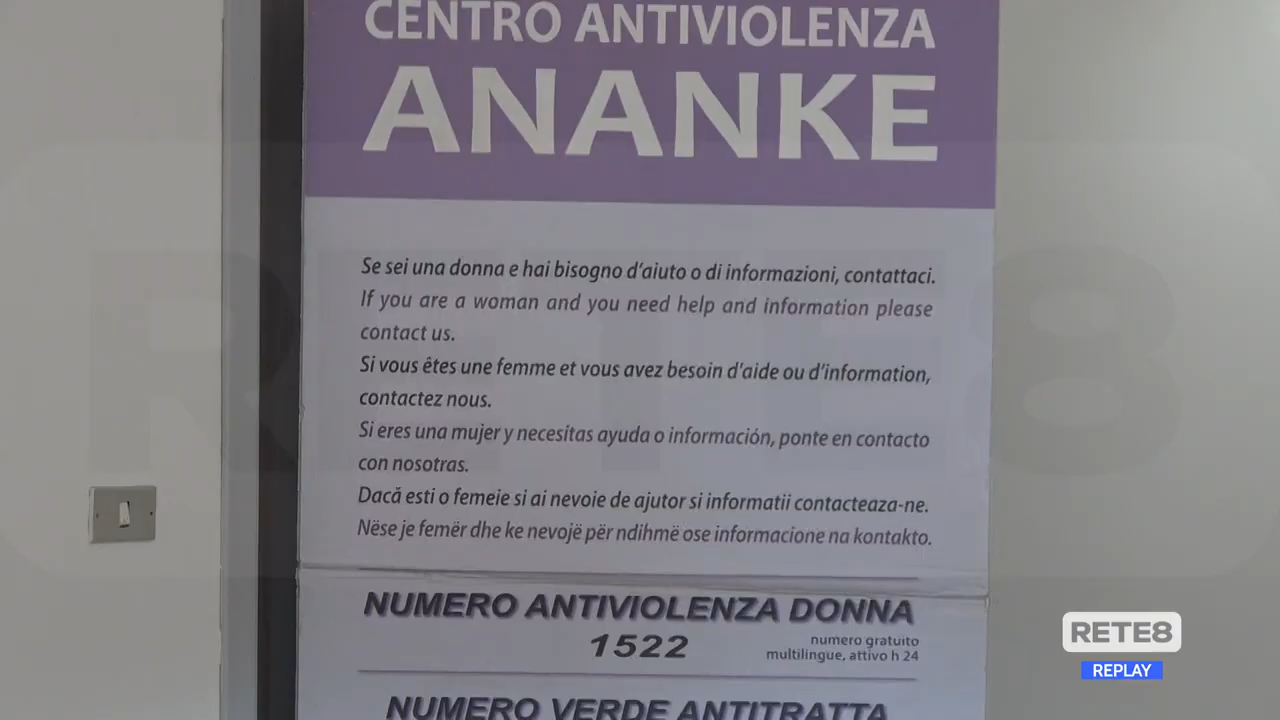 CENTRO ANTIVIOLENZA
ANANKE
Se sei una donna e hai bisogno d'aiuto o di informazioni, contattaci.
If you are a woman and you need help and information please
contact us.
Si vous êtes une femme et vous avez besoin d'aide ou d'information,
contactez nous.
Si eres una mujer y necesitas ayuda o información, ponte en contacto
con nosotras.
Dacă esti o femeie si ai nevoie de ajutor si informatii contacteaza-ne.
Nëse je femër dhe ke nevojë për ndihmë ose informacione na kontakto.
NUMERO ANTIVIOLENZA DONNA
1522
numero gratuito
multilingue, attivo h 24
NUMERO VERDE ANTITRATTA
RETE8
REPLAY
RETE8